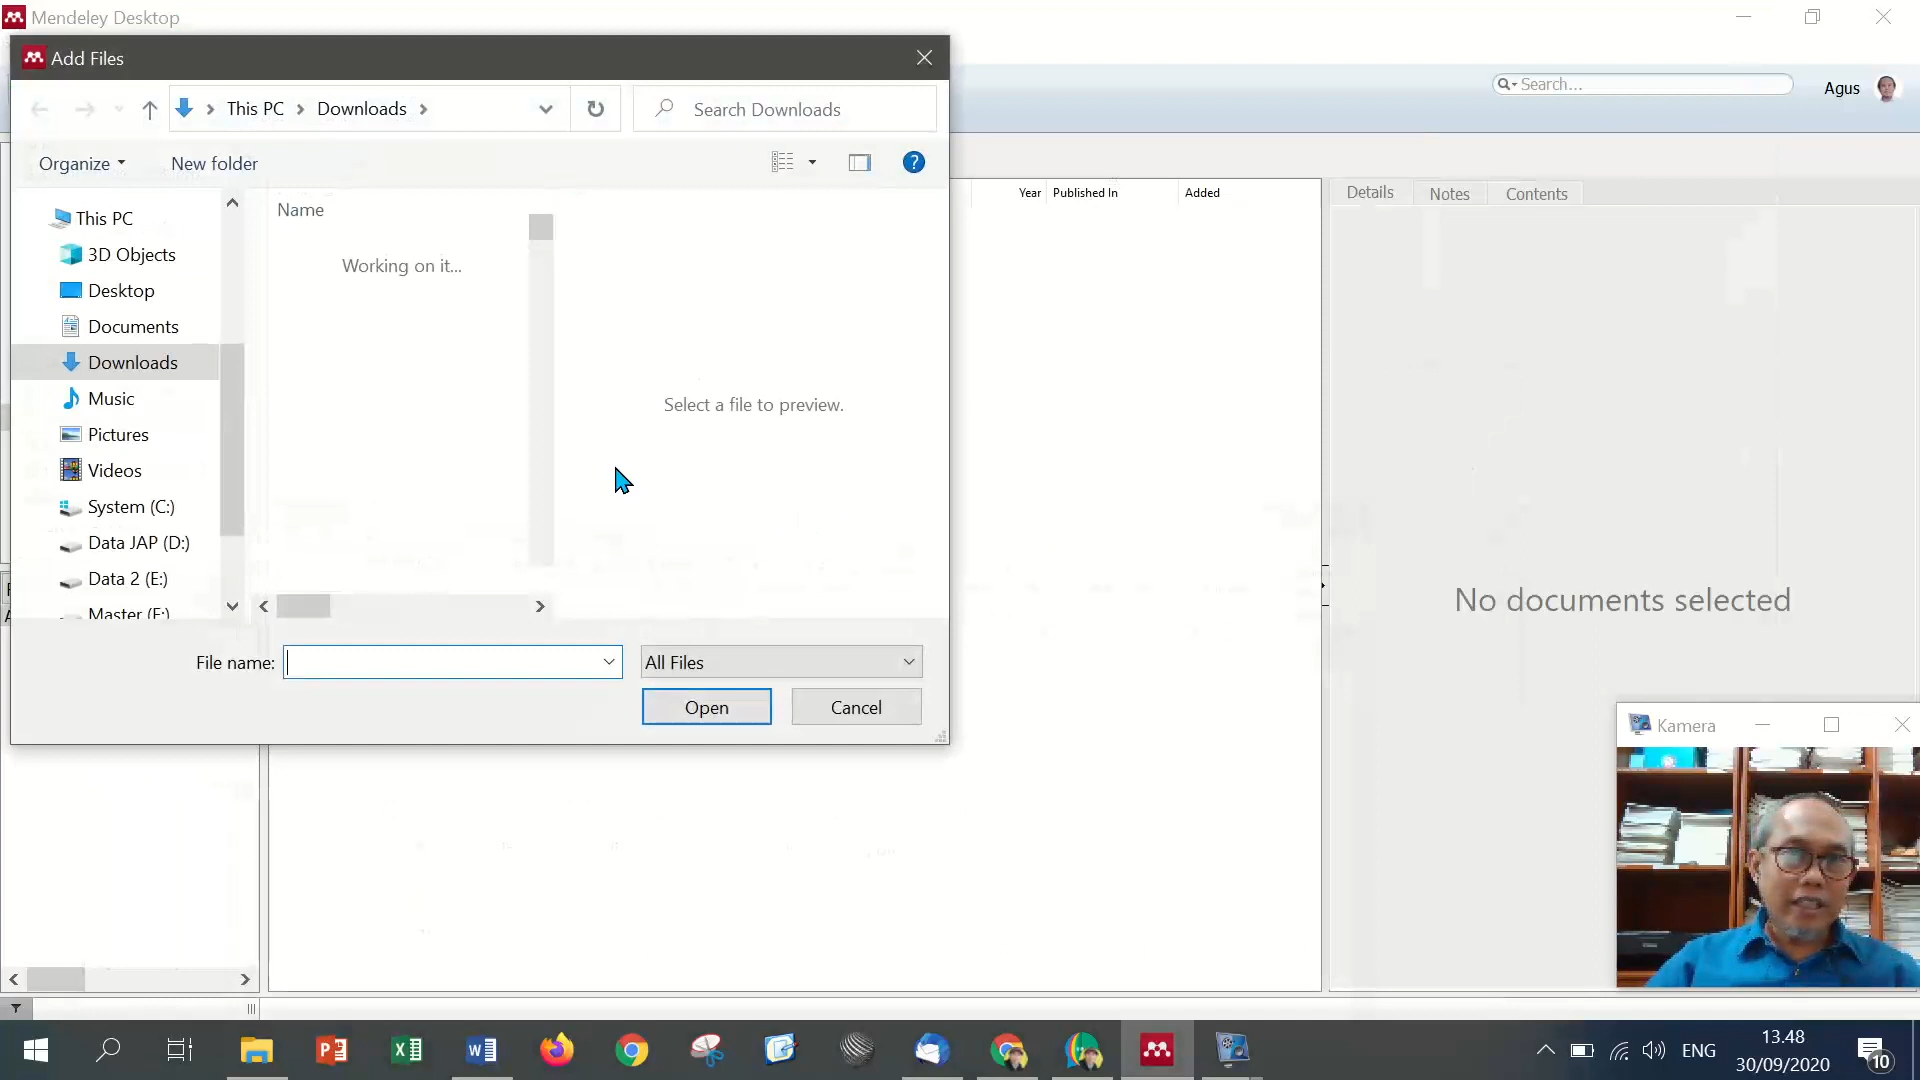 Mendeley Desktop
Add Files
This PC
Downloads
Search Downloads
Search...
Agus
Organize
New folder
Name
Working on it...
Select a file to preview.
This PC
3D Objects
Desktop
Documents
Downloads
Music
Pictures
Videos
System (C:)
Data JAP (D:)
Data 2 (E:)
Master (F:)
File name:
All Files
Open
Cancel
Year
Published In
Added
Details
Notes
Contents
No documents selected
Kamera
ENG
13.48
30/09/2020
10